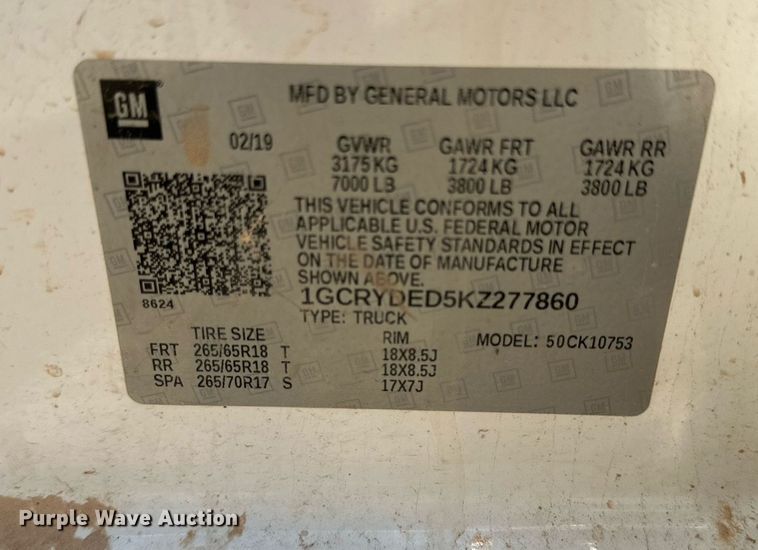 GM
MFD BY GENERAL MOTORS LLC
02/19 GVWR GAWR FRT GAWR RR
3175 KG 1724 KG 1724 KG
7000 LB 3800 LB 3800 LB
THIS VEHICLE CONFORMS TO ALL
APPLICABLE U.S. FEDERAL MOTOR
VEHICLE SAFETY STANDARDS IN EFFECT
ON THE DATE OF MANUFACTURE
SHOWN ABOVE.
8624
1GCRYDED5KZ277860
TYPE: TRUCK
TIRE SIZE RIM MODEL: 50CK10753
FRT 265/65R18 T 18X8.5J
RR 265/65R18 T 18X8.5J
SPA 265/70R17 S 17X7J
Purple Wave Auction